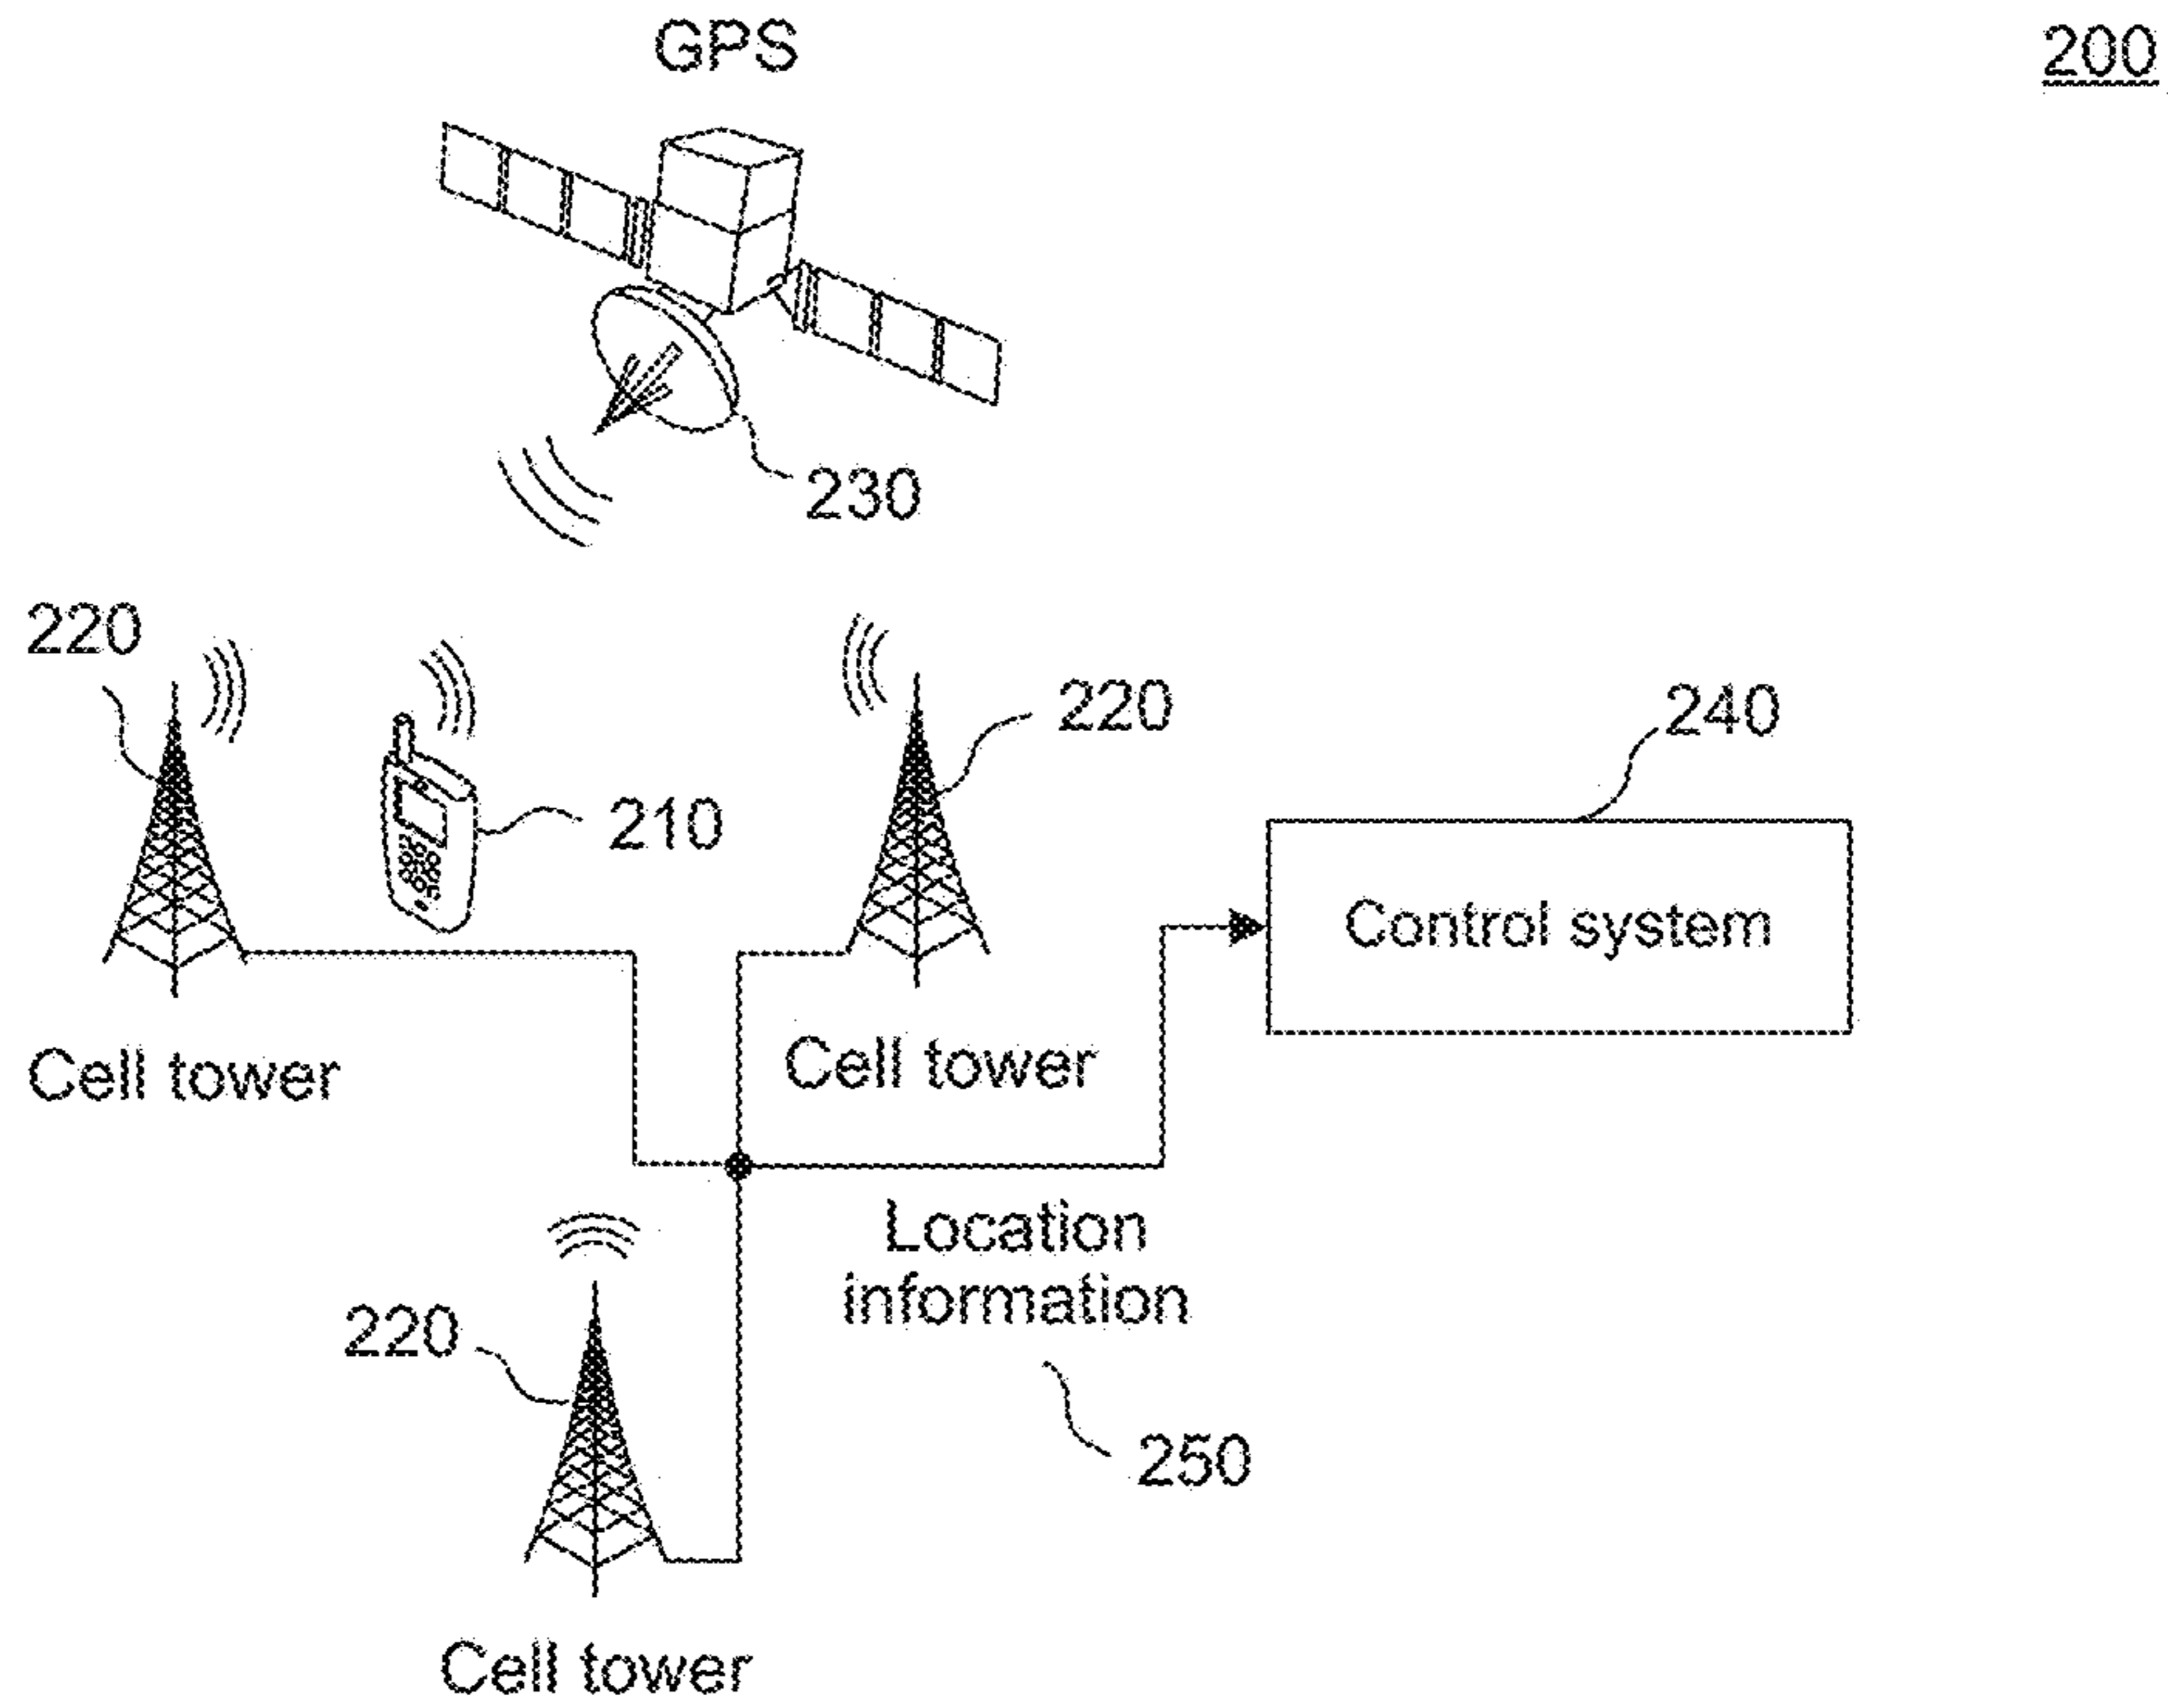 GPS
200
230
220
220
240
210
Control system
Cell tower
Cell tower
Location
information
220
250
Cell tower